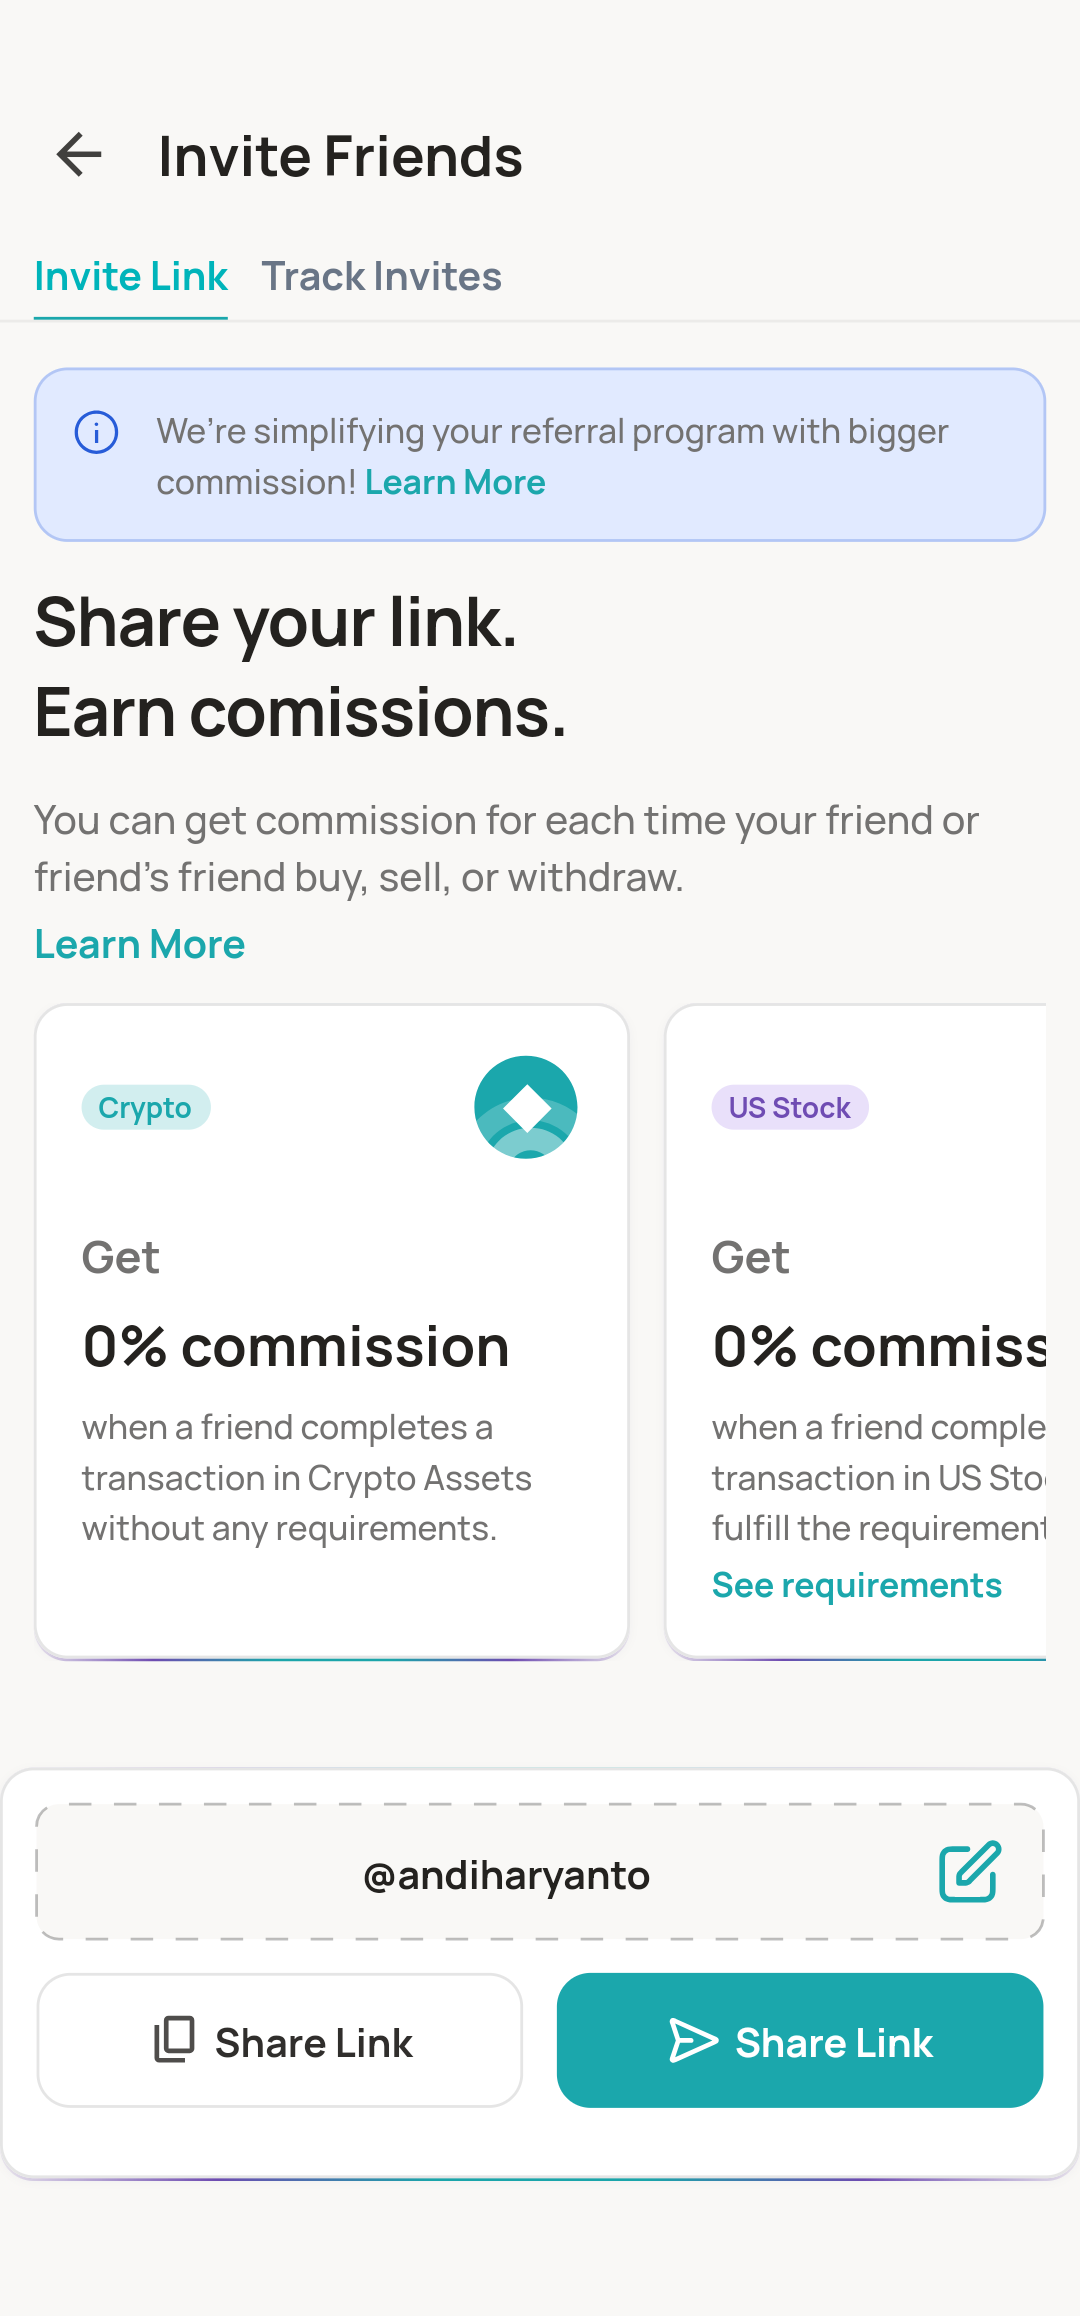 Invite Friends
Invite Link
Track Invites
We’re simplifying your referral program with bigger
commission! Learn More
Share your link.
Earn comissions.
You can get commission for each time your friend or
friend’s friend buy, sell, or withdraw.
Learn More
Crypto
Get
0% commission
when a friend completes a
transaction in Crypto Assets
without any requirements.
US Stock
Get
0% commiss
when a friend comple
transaction in US Sto
fulfill the requirement
See requirements
@andiharyanto
Share Link
Share Link